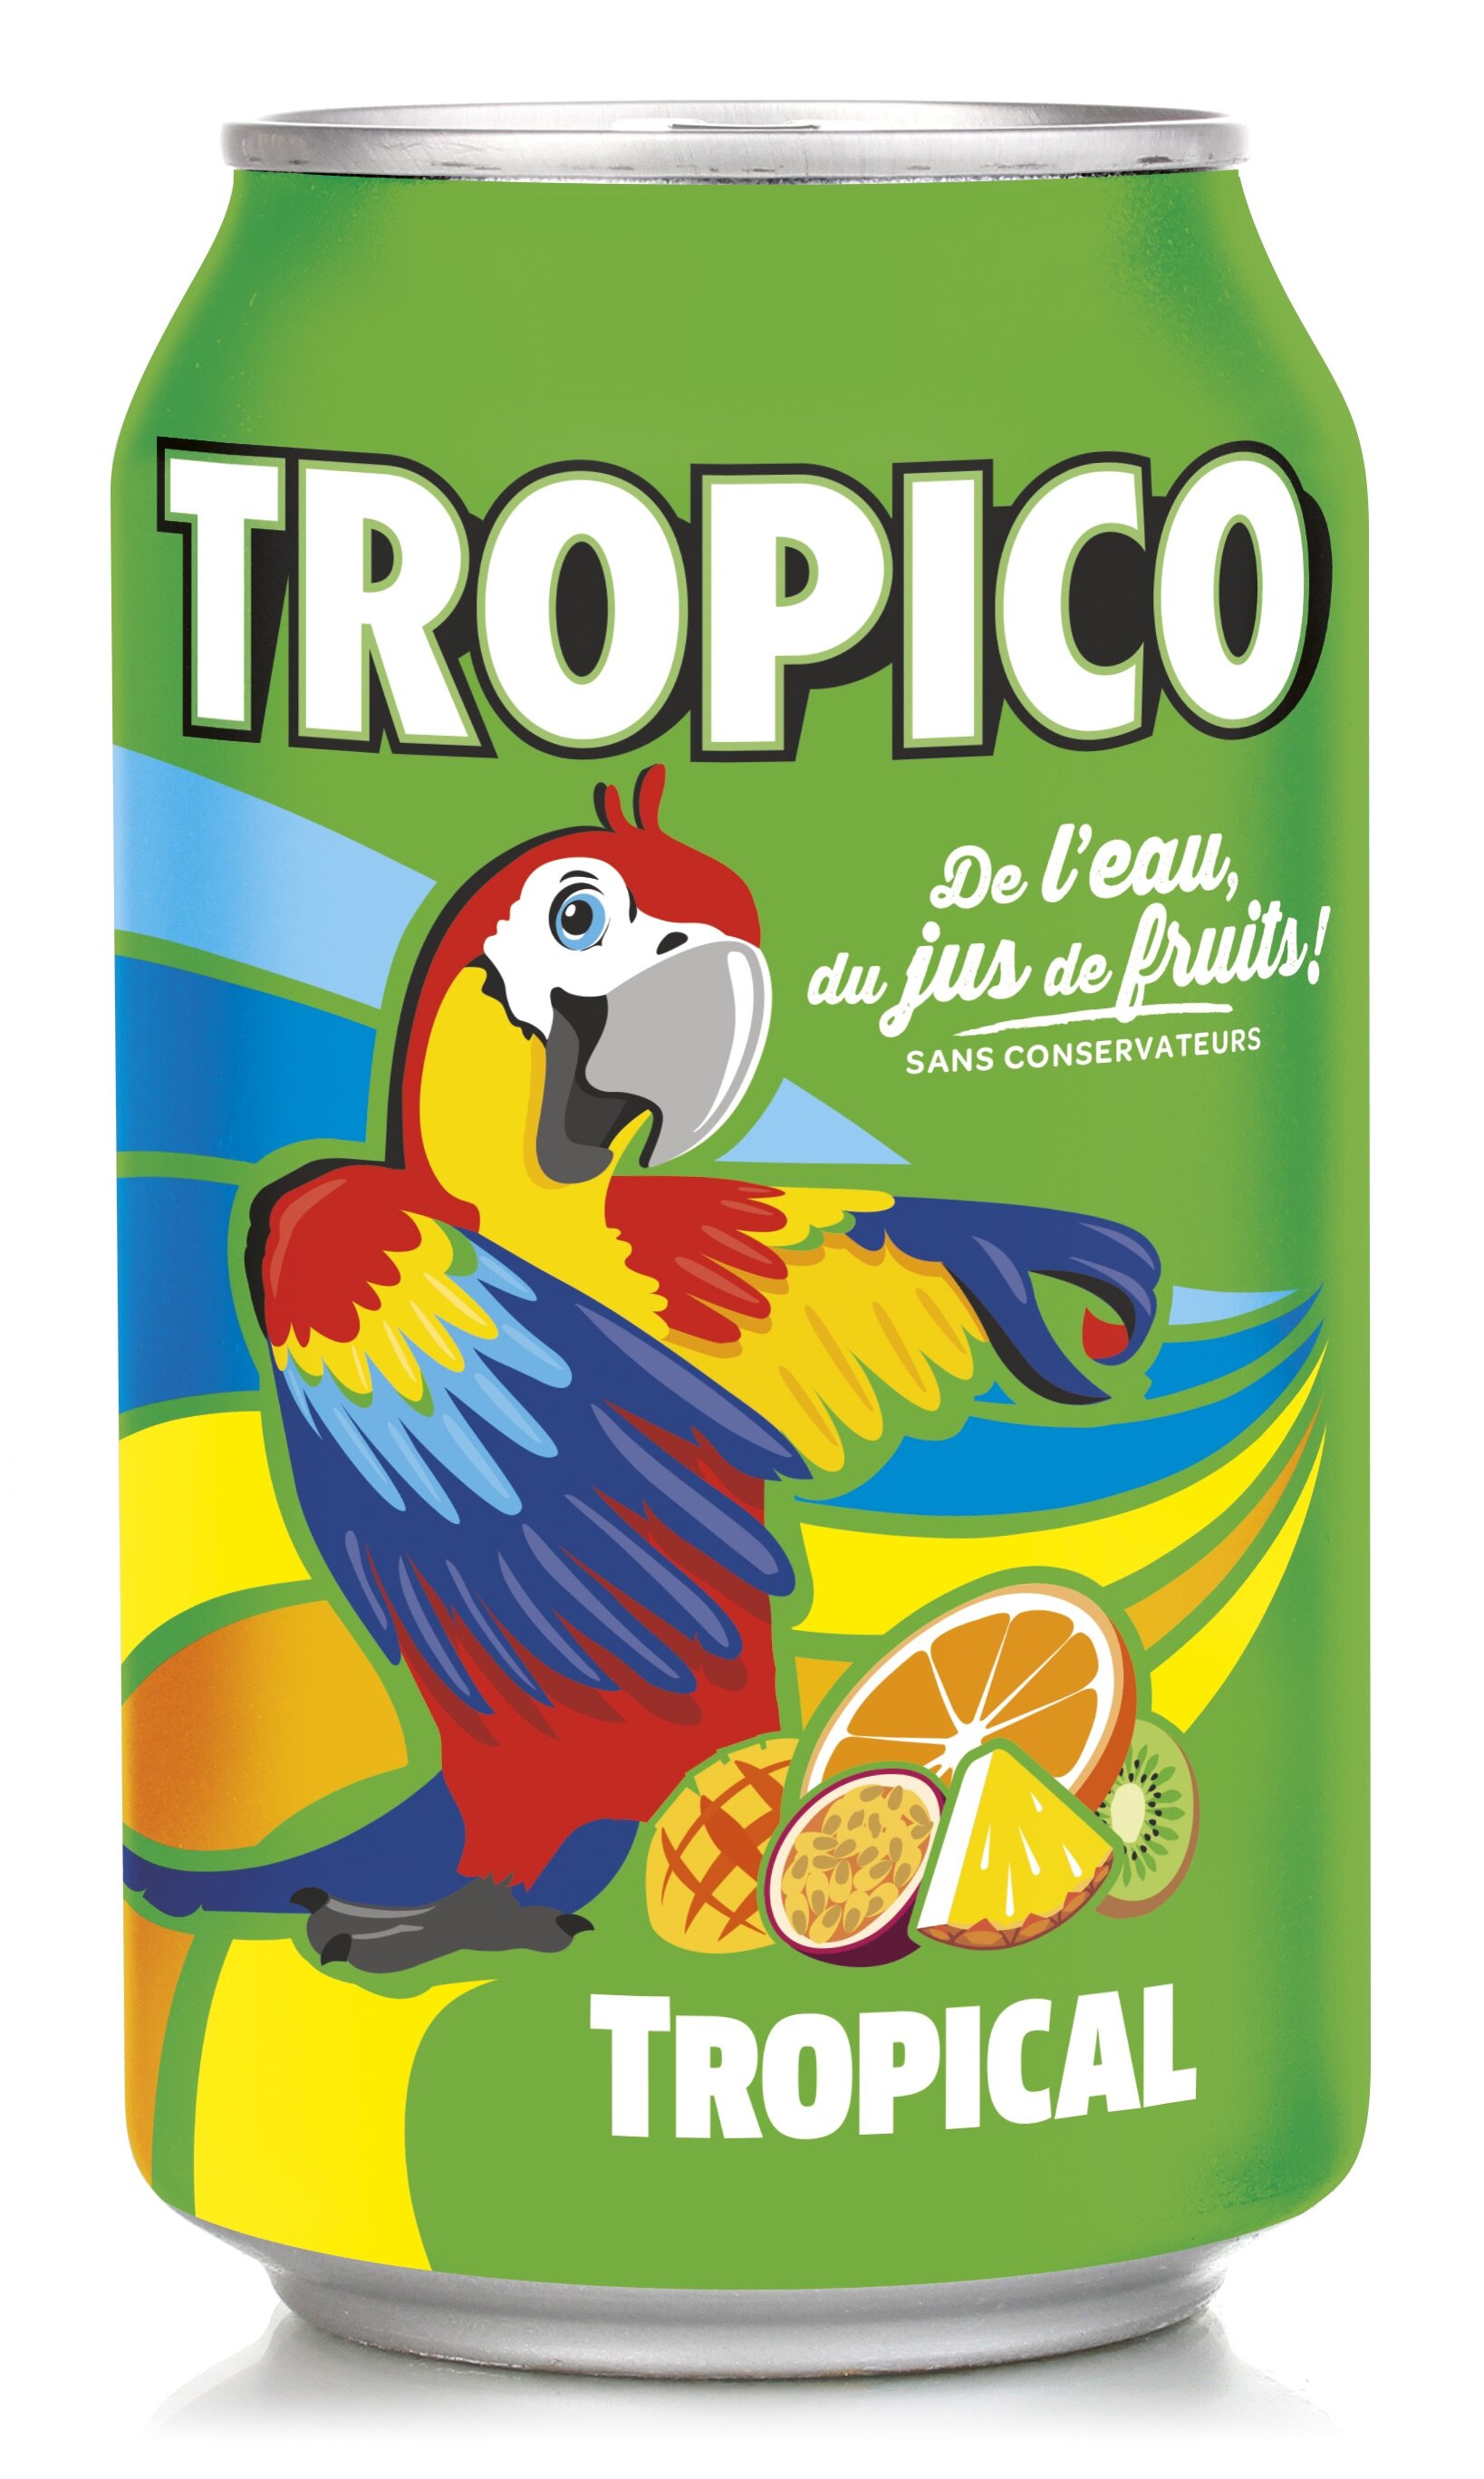 TROPICO
De l'eau,
du jus de fruits!
SANS CONSERVATEURS
TROPICAL